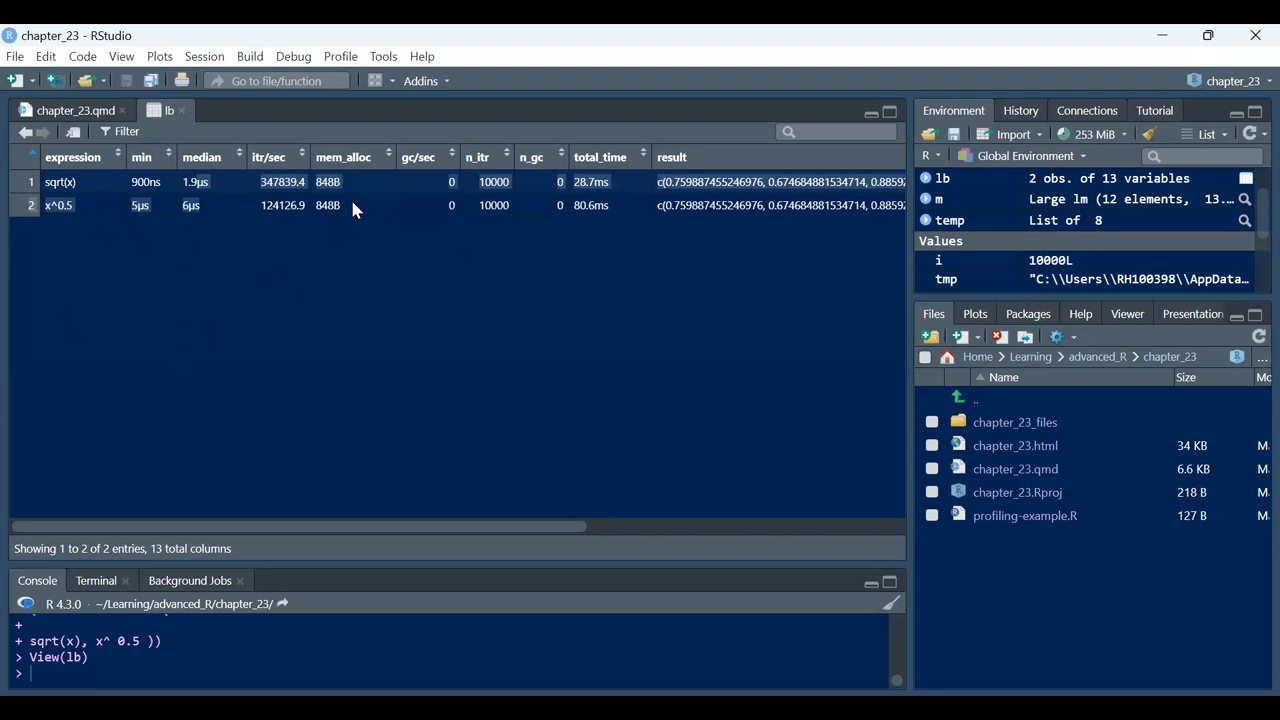 chapter_23 - RStudio
File Edit Code View Plots Session Build Debug Profile Tools Help
Go to file/function Addins chapter_23
chapter_23.qmd lb
Filter
expression min median itr/sec mem_alloc gc/sec n_itr n_gc total_time result
1 sqrt(x) 900ns 1.9µs 347839.4 848B 0 10000 0 28.7ms c(0.759887455246976, 0.674684881534714, 0.88592
2 x^0.5 5µs 6µs 124126.9 848B 0 10000 0 80.6ms c(0.759887455246976, 0.674684881534714, 0.88592
Showing 1 to 2 of 2 entries, 13 total columns
Console Terminal Background Jobs
R 4.3.0 · ~/Learning/advanced_R/chapter_23/
+
+ sqrt(x), x^ 0.5 ))
> View(lb)
>
Environment History Connections Tutorial
Import 253 MiB List
R Global Environment
lb 2 obs. of 13 variables
m Large lm (12 elements, 13...
temp List of 8
Values
i 10000L
tmp "C:\\Users\\RH100398\\AppData...
Files Plots Packages Help Viewer Presentation
Home > Learning > advanced_R > chapter_23 ...
Name Size Mo
..
chapter_23_files
chapter_23.html 34 KB M
chapter_23.qmd 6.6 KB M
chapter_23.Rproj 218 B M
profiling-example.R 127 B M